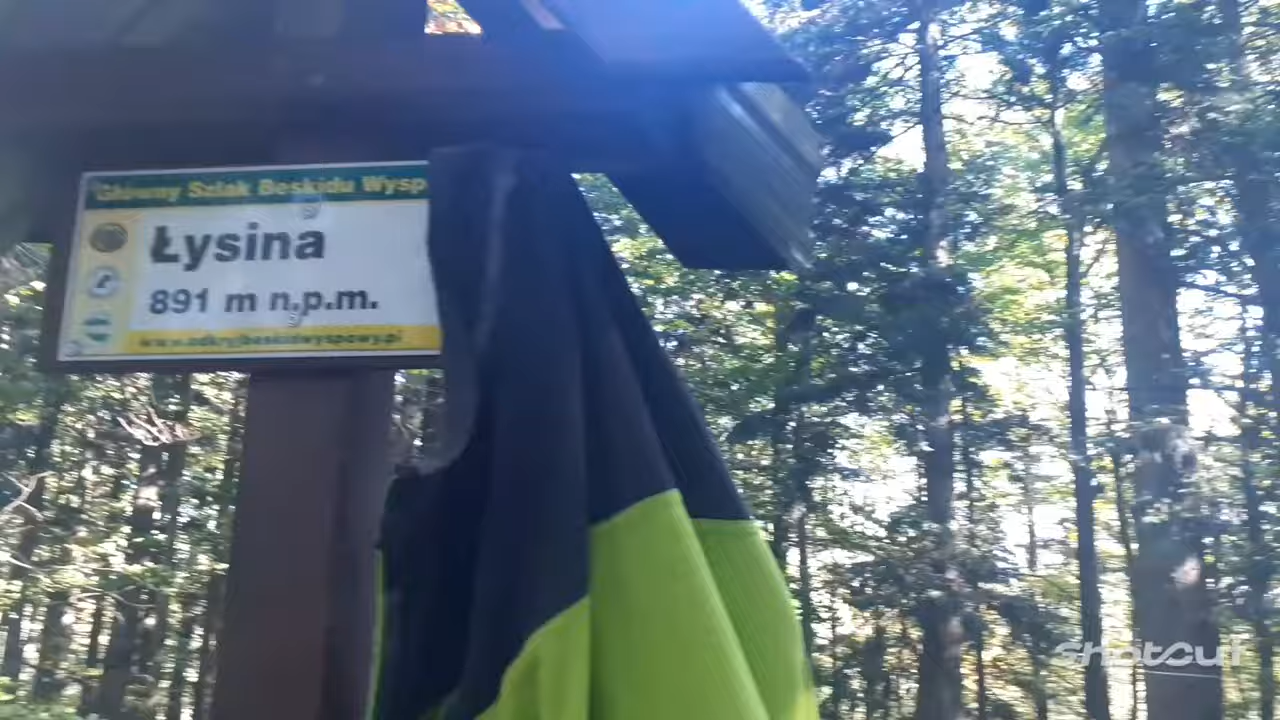 Główny Szlak Beskidu Wysp
Łysina
891 m n.p.m.
www.odkryjbeskidwyspowy.pl
shotcut